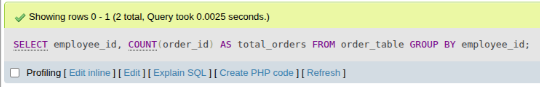 Showing rows 0 - 1 (2 total, Query took 0.0025 seconds.)
SELECT employee_id, COUNT(order_id) AS total_orders FROM order_table GROUP BY employee_id;
Profiling [ Edit inline ] [ Edit ] [ Explain SQL ] [ Create PHP code ] [ Refresh ]